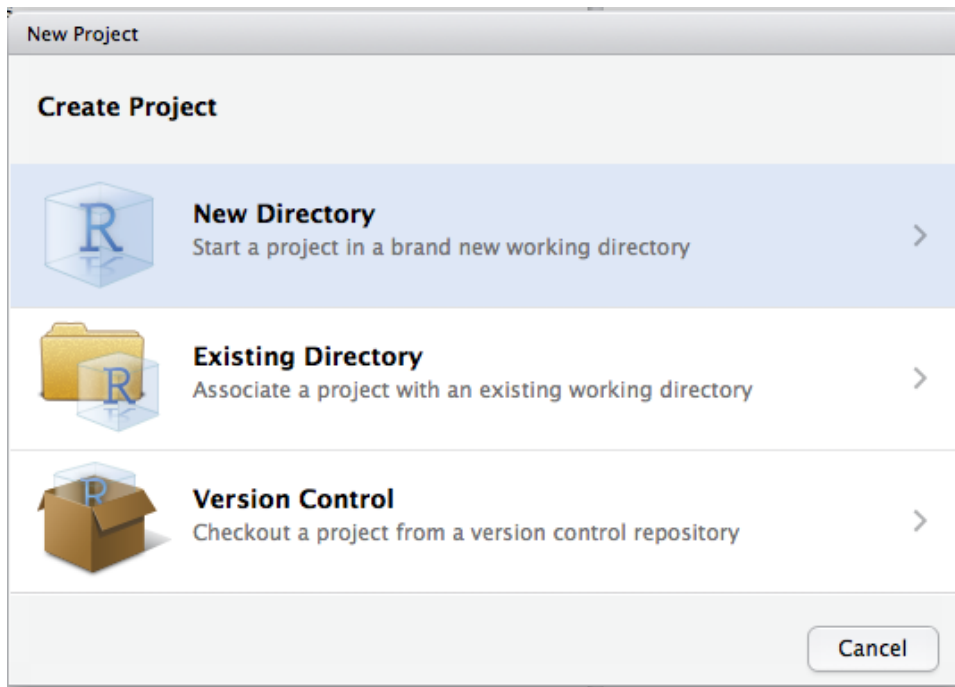 New Project
Create Project
R
New Directory
Start a project in a brand new working directory
R
Existing Directory
Associate a project with an existing working directory
R
Version Control
Checkout a project from a version control repository
Cancel